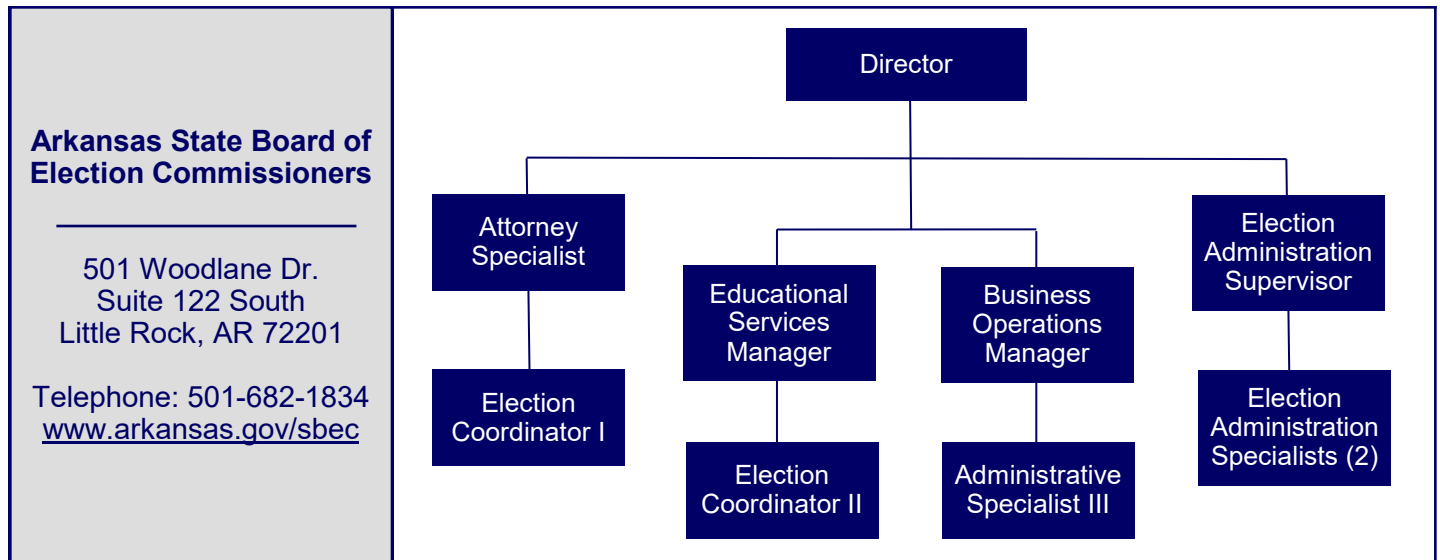 Arkansas State Board of
Election Commissioners
501 Woodlane Dr.
Suite 122 South
Little Rock, AR 72201
Telephone: 501-682-1834
www.arkansas.gov/sbec
Director
Attorney
Specialist
Election
Coordinator I
Educational
Services
Manager
Election
Coordinator II
Business
Operations
Manager
Administrative
Specialist III
Election
Administration
Supervisor
Election
Administration
Specialists (2)